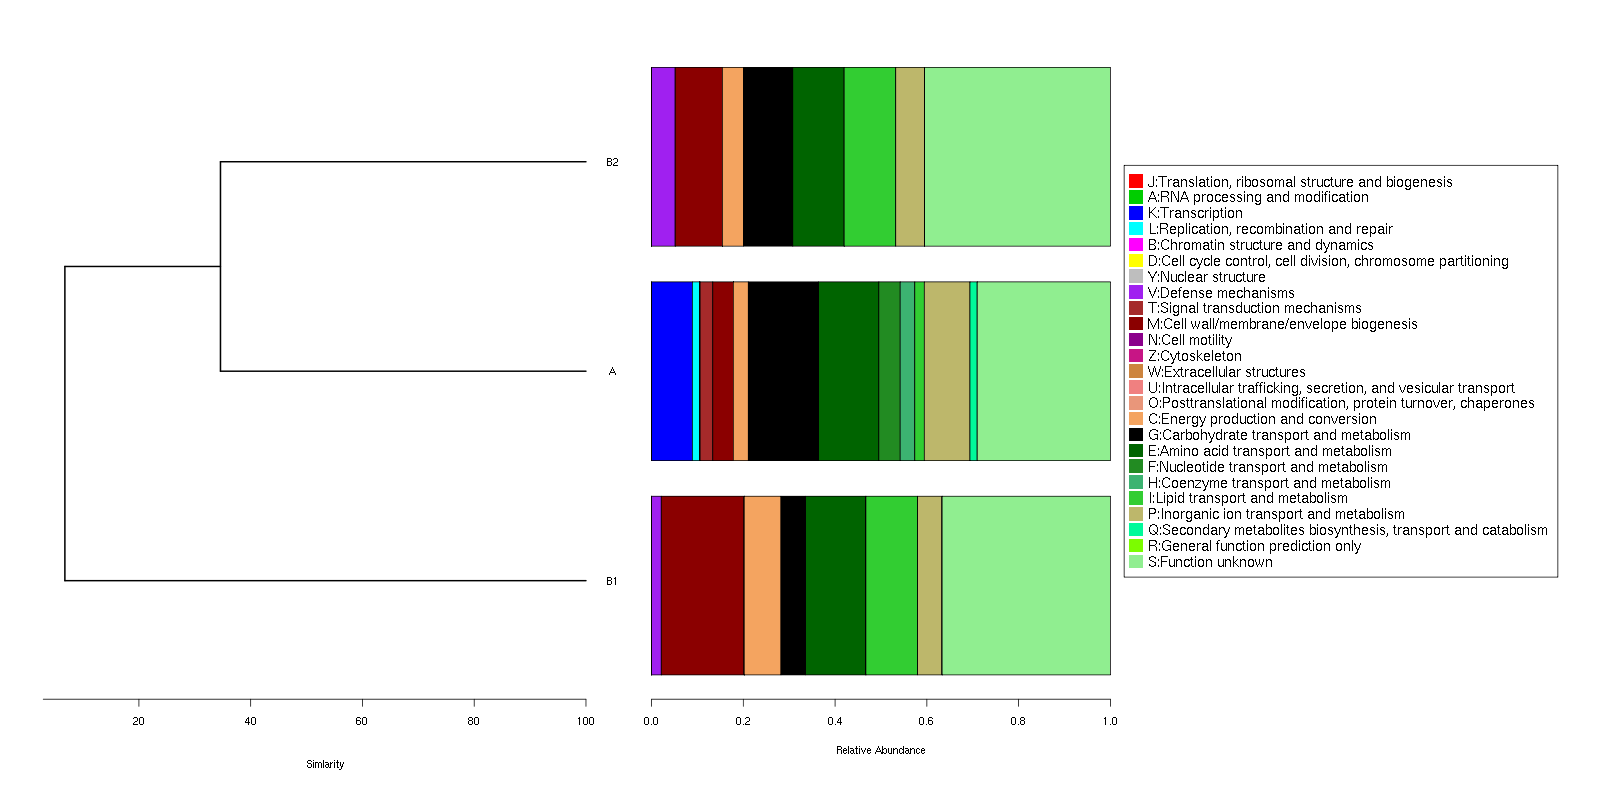 B2
A
B1
20
40
60
80
100
Simlarity
0.0
0.2
0.4
0.6
0.8
1.0
Relative Abundance
J:Translation, ribosomal structure and biogenesis
A:RNA processing and modification
K:Transcription
L:Replication, recombination and repair
B:Chromatin structure and dynamics
D:Cell cycle control, cell division, chromosome partitioning
Y:Nuclear structure
V:Defense mechanisms
T:Signal transduction mechanisms
M:Cell wall/membrane/envelope biogenesis
N:Cell motility
Z:Cytoskeleton
W:Extracellular structures
U:Intracellular trafficking, secretion, and vesicular transport
O:Posttranslational modification, protein turnover, chaperones
C:Energy production and conversion
G:Carbohydrate transport and metabolism
E:Amino acid transport and metabolism
F:Nucleotide transport and metabolism
H:Coenzyme transport and metabolism
I:Lipid transport and metabolism
P:Inorganic ion transport and metabolism
Q:Secondary metabolites biosynthesis, transport and catabolism
R:General function prediction only
S:Function unknown